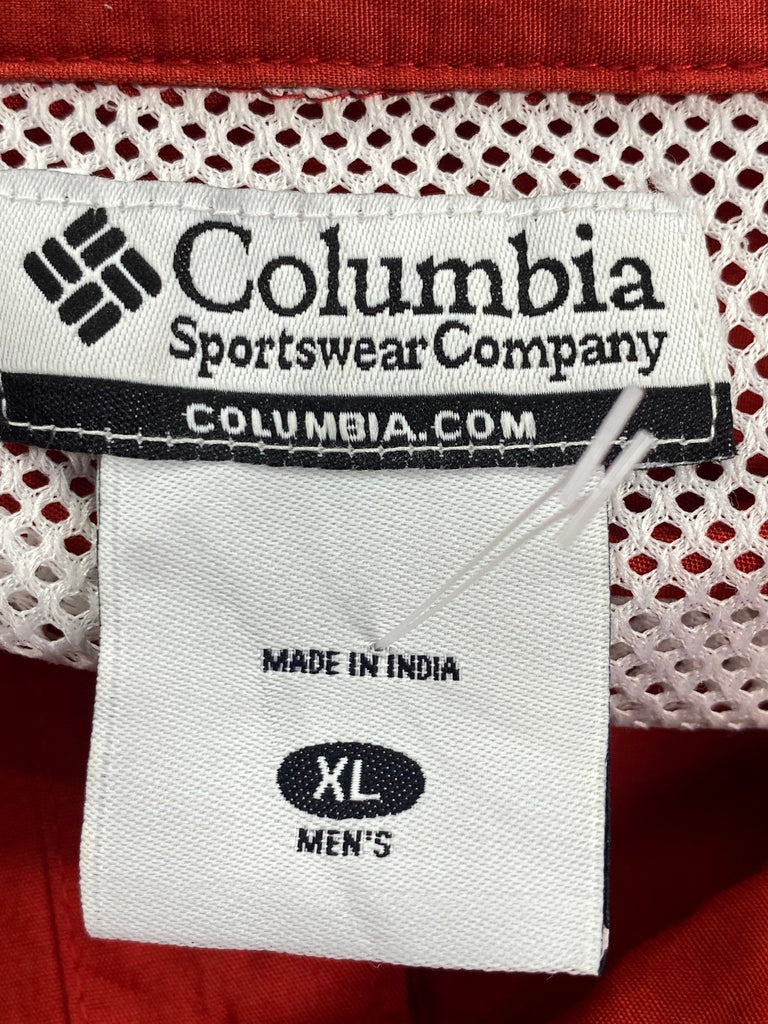 Columbia
Sportswear Company
COLUMBIA.COM
MADE IN INDIA
XL
MEN'S